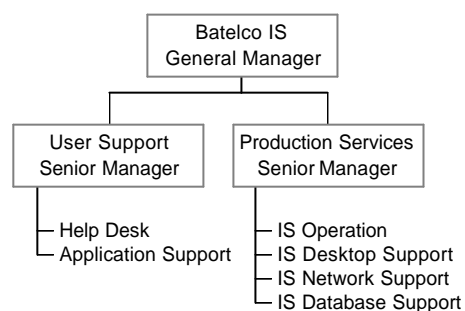 Batelco IS
General Manager
User Support
Senior Manager
Help Desk
Application Support
Production Services
Senior Manager
IS Operation
IS Desktop Support
IS Network Support
IS Database Support